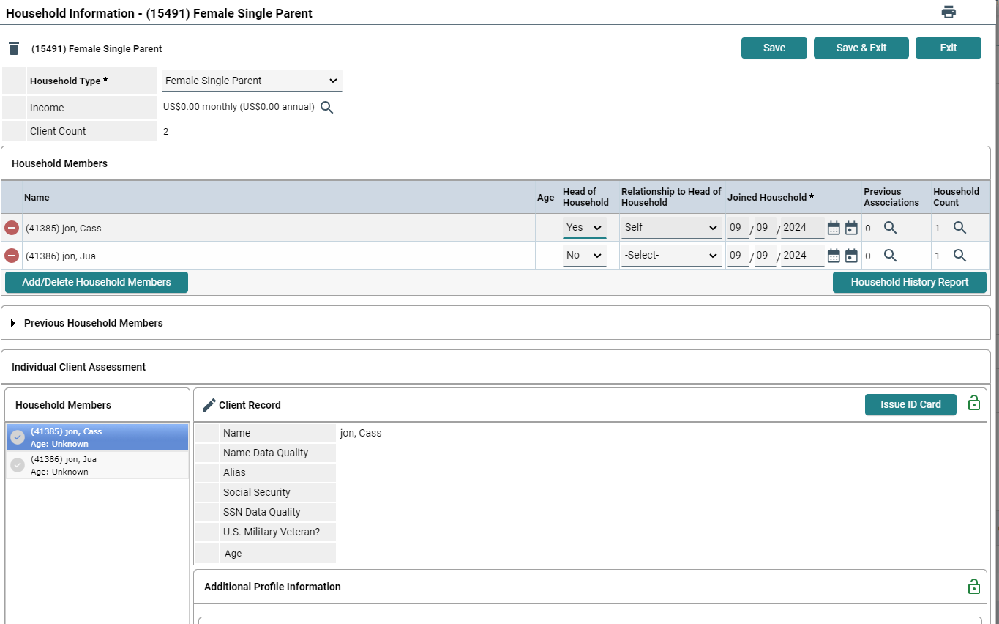 Household Information - (15491) Female Single Parent
(15491) Female Single Parent
Save
Save & Exit
Exit
Household Type *
Female Single Parent
Income
US$0.00 monthly (US$0.00 annual)
Client Count
2
Household Members
Name
Age
Head of
Household
Relationship to Head of
Household
Joined Household *
Previous
Associations
Household
Count
(41385) jon, Cass
Yes
Self
09 / 09 / 2024
0
1
(41386) jon, Jua
No
-Select-
09 / 09 / 2024
0
1
Add/Delete Household Members
Household History Report
Previous Household Members
Individual Client Assessment
Household Members
(41385) jon, Cass
Age: Unknown
(41386) jon, Jua
Age: Unknown
Client Record
Issue ID Card
Name
jon, Cass
Name Data Quality
Alias
Social Security
SSN Data Quality
U.S. Military Veteran?
Age
Additional Profile Information